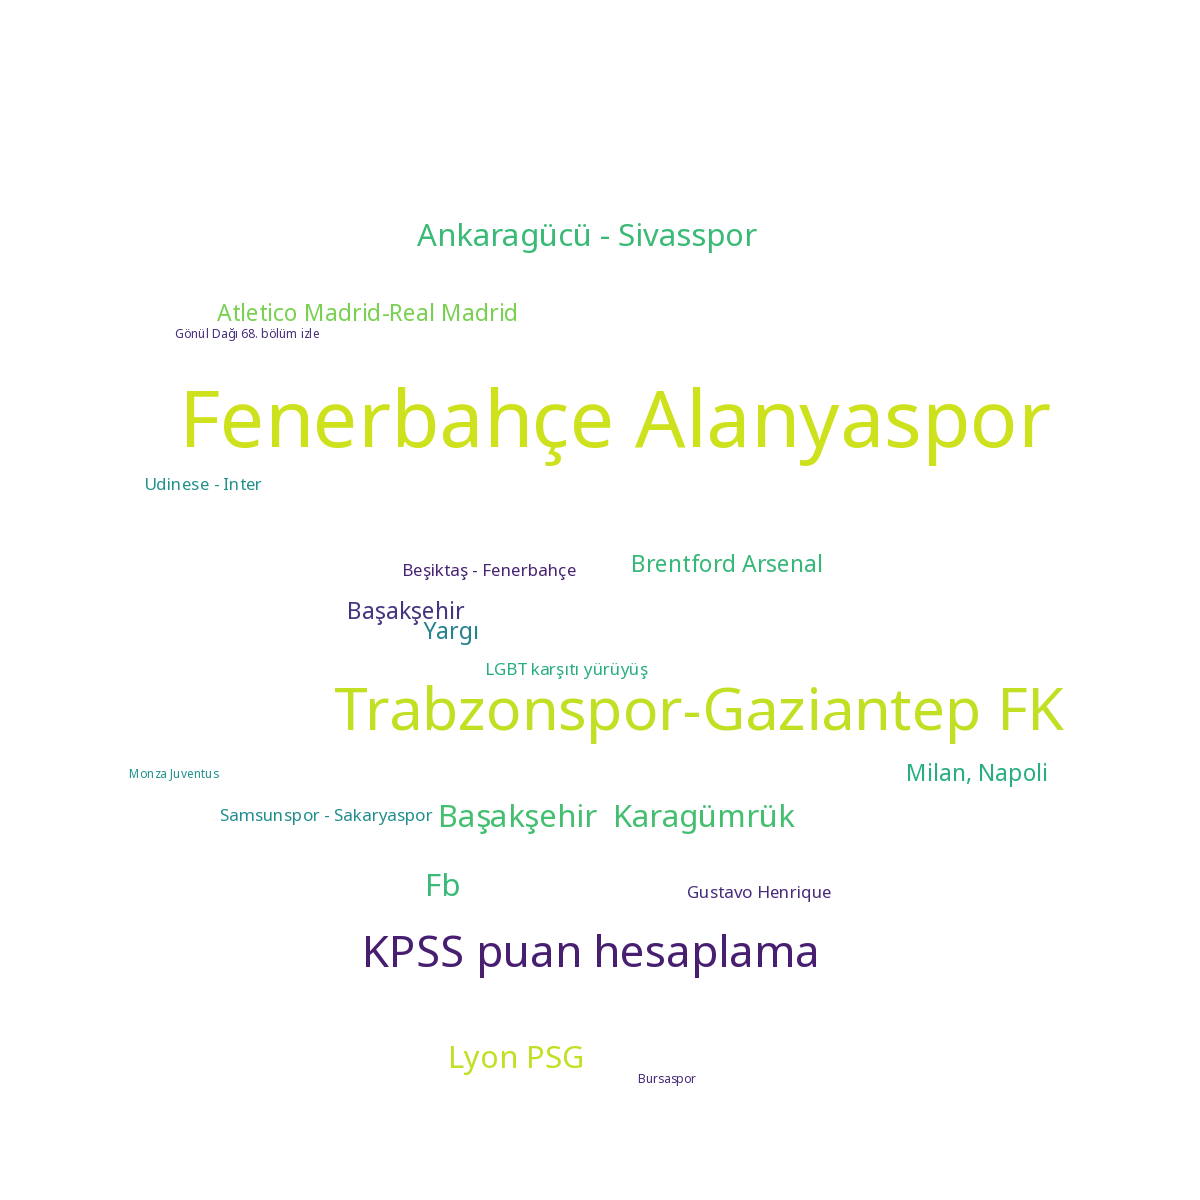 Ankaragücü - Sivasspor
Atletico Madrid-Real Madrid
Gönül Dağı 68. bölüm izle
Fenerbahçe Alanyaspor
Udinese - Inter
Brentford Arsenal
Beşiktaş - Fenerbahçe
Başakşehir
Yargı
LGBT karşıtı yürüyüş
Trabzonspor-Gaziantep FK
Milan, Napoli
Monza Juventus
Samsunspor - Sakaryaspor
Başakşehir  Karagümrük
Fb
Gustavo Henrique
KPSS puan hesaplama
Lyon PSG
Bursaspor